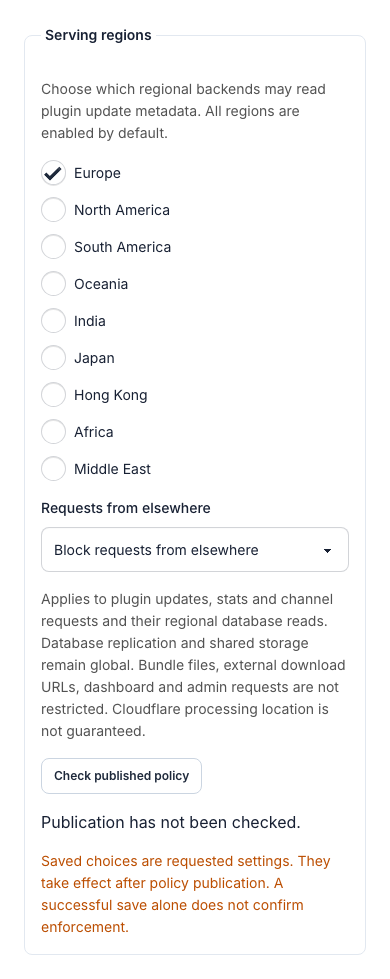 Serving regions
Choose which regional backends may read
plugin update metadata. All regions are
enabled by default.
Europe
North America
South America
Oceania
India
Japan
Hong Kong
Africa
Middle East
Requests from elsewhere
Block requests from elsewhere
Applies to plugin updates, stats and channel
requests and their regional database reads.
Database replication and shared storage
remain global. Bundle files, external download
URLs, dashboard and admin requests are not
restricted. Cloudflare processing location is
not guaranteed.
Check published policy
Publication has not been checked.
Saved choices are requested settings. They
take effect after policy publication. A
successful save alone does not confirm
enforcement.